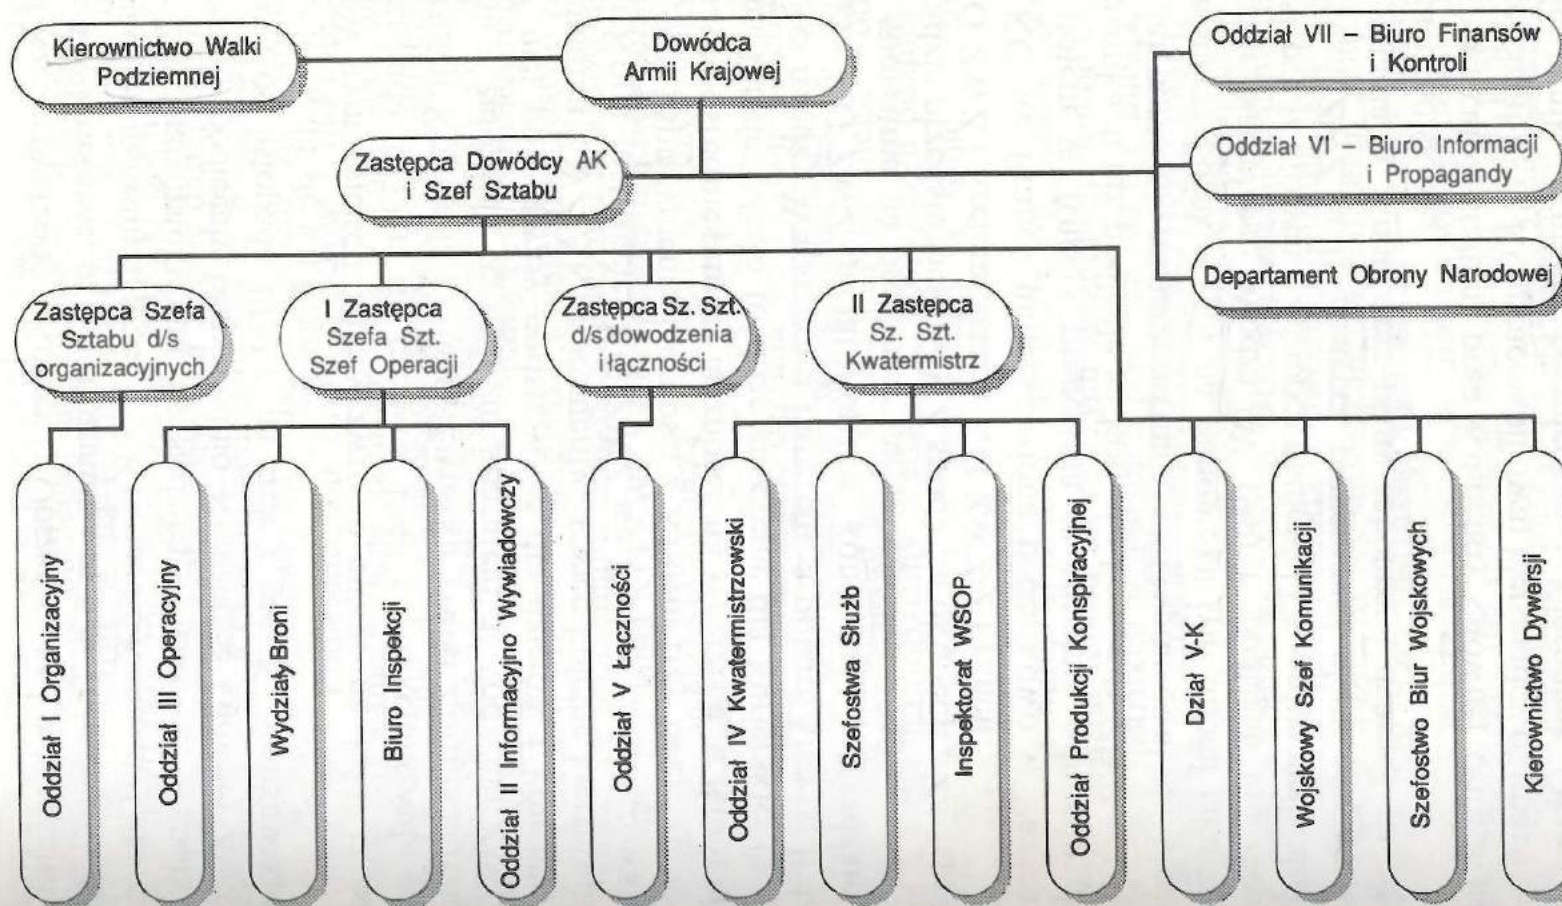 Kierownictwo Walki
Podziemnej
Dowódca
Armii Krajowej
Oddział VII – Biuro Finansów
i Kontroli
Zastępca Dowódcy AK
i Szef Sztabu
Oddział VI – Biuro Informacji
i Propagandy
Departament Obrony Narodowej
Zastępca Szefa
Sztabu d/s
organizacyjnych
I Zastępca
Szefa Szt.
Szef Operacji
Zastępca Sz. Szt.
d/s dowodzenia
i łączności
II Zastępca
Sz. Szt.
Kwatermistrz
Oddział I Organizacyjny
Oddział III Operacyjny
Wydziały Broni
Biuro Inspekcji
Oddział II Informacyjno Wywiadowczy
Oddział V Łączności
Oddział IV Kwatermistrzowski
Szefostwa Służb
Inspektorat WSOP
Oddział Produkcji Konspiracyjnej
Dział V-K
Wojskowy Szef Komunikacji
Szefostwo Biur Wojskowych
Kierownictwo Dywersji